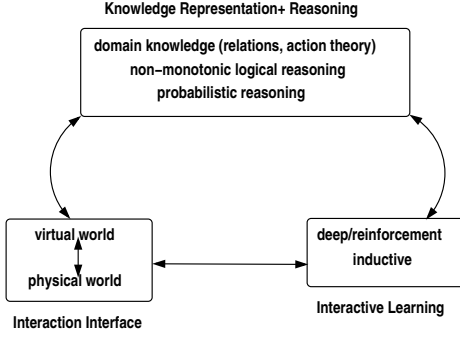 Knowledge Representation+ Reasoning
domain knowledge (relations, action theory)
non-monotonic logical reasoning
probabilistic reasoning
virtual world
physical world
Interaction Interface
deep/reinforcement
inductive
Interactive Learning